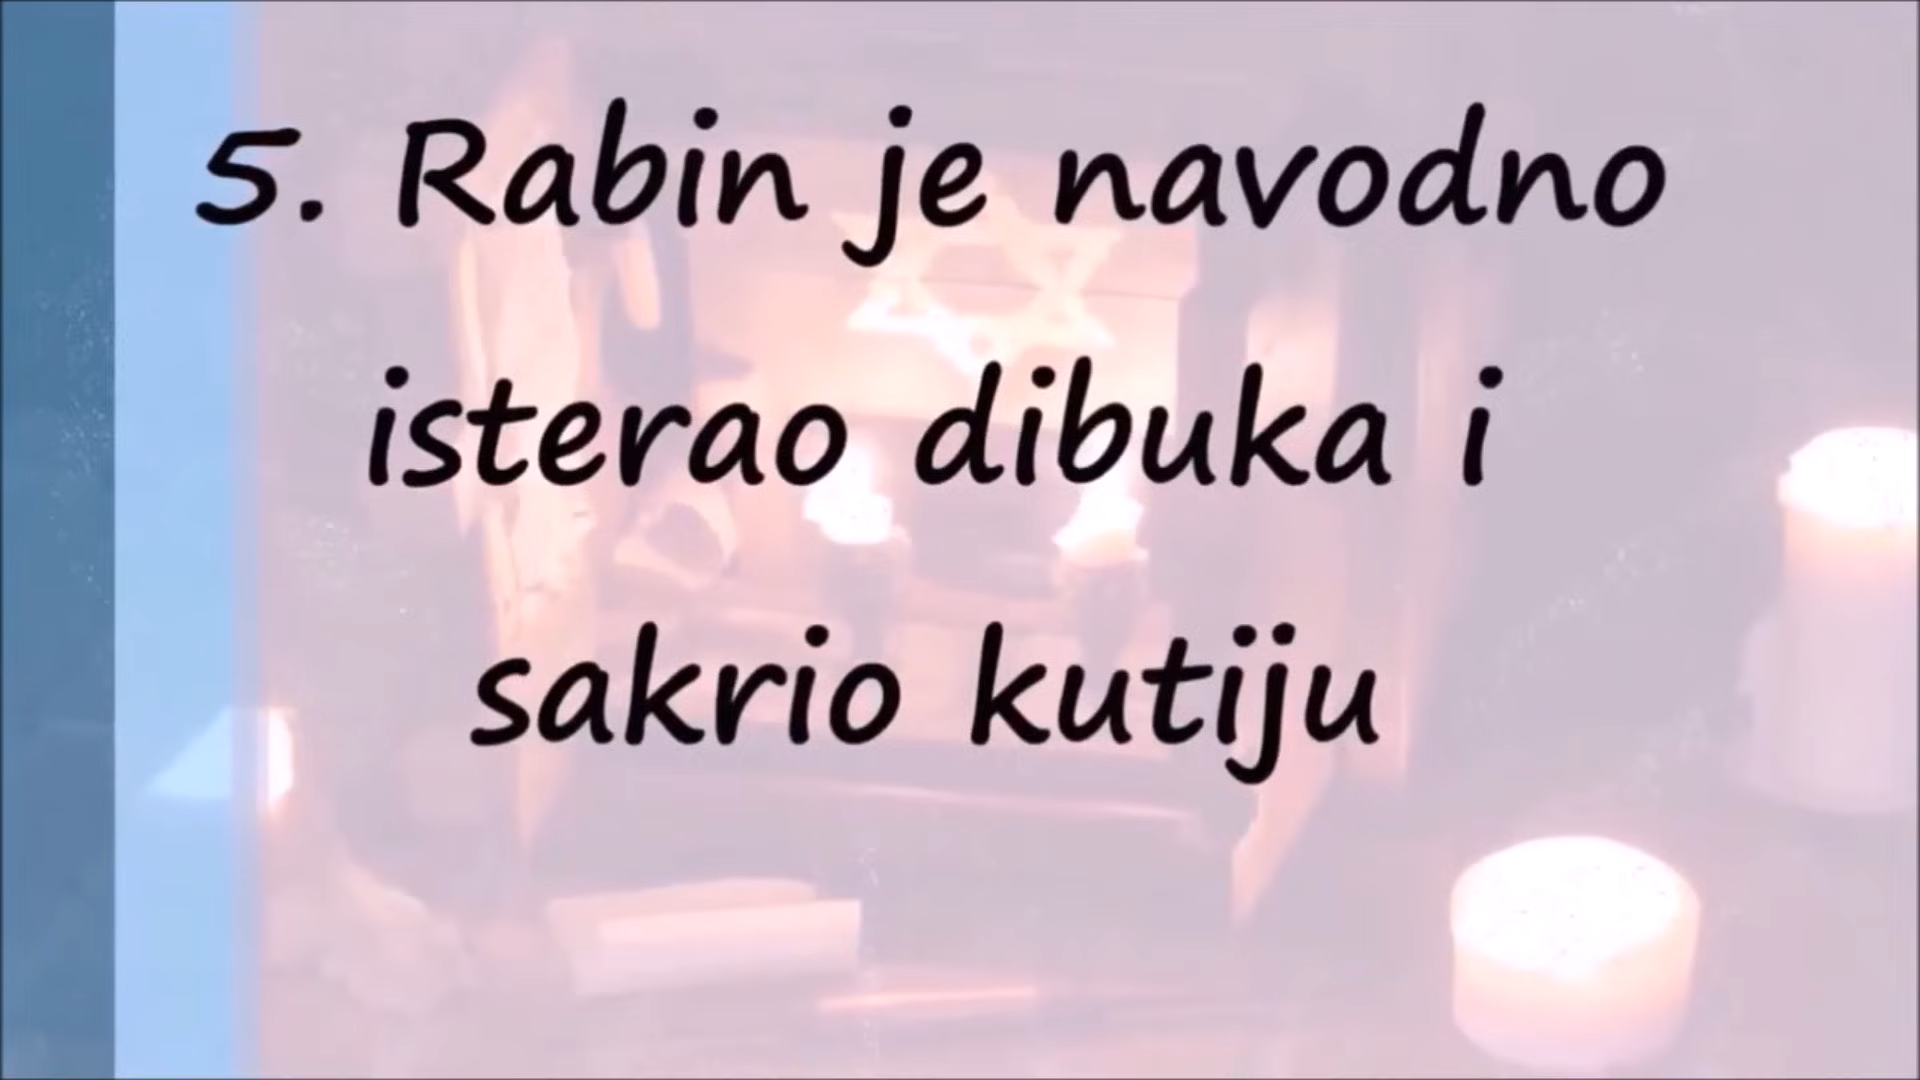 5. Rabin je navodno
isterao dibuka i
sakrio kutiju